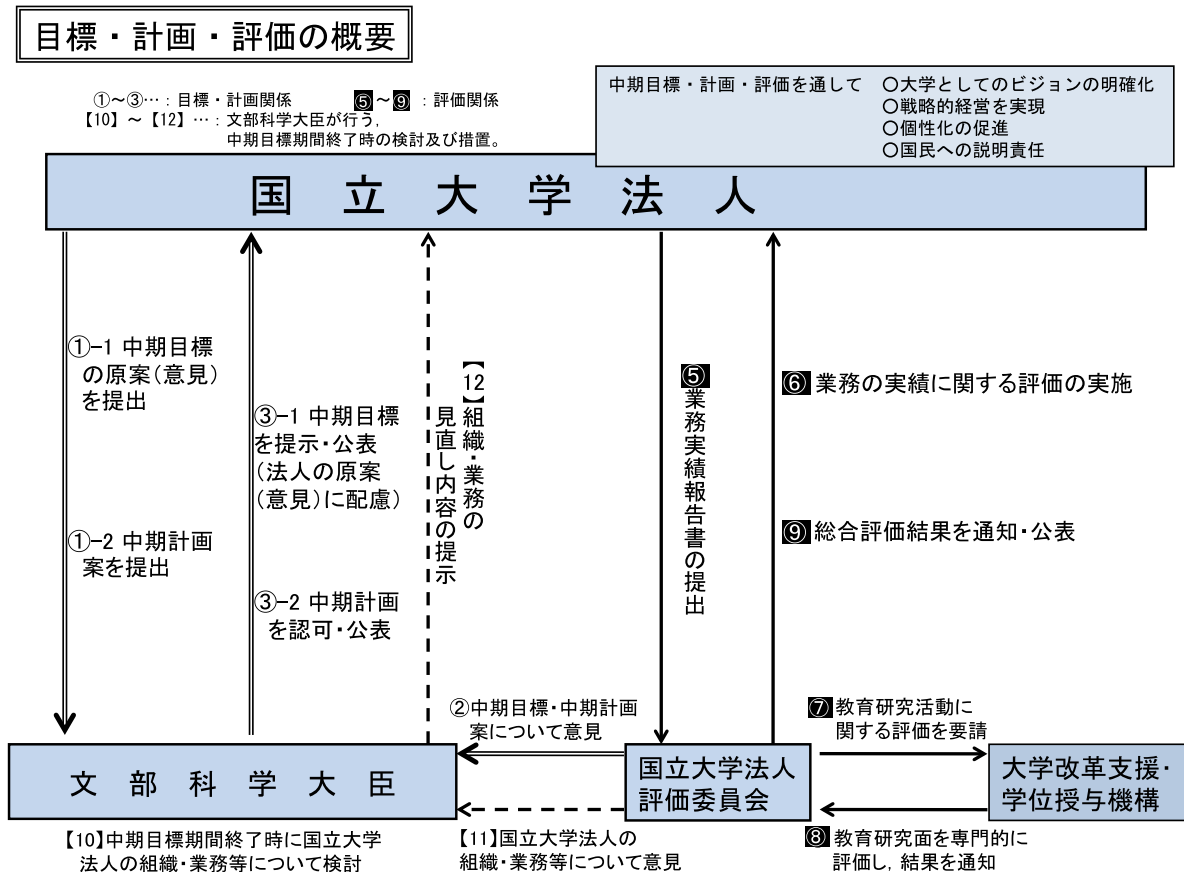 目標・計画・評価の概要
①~③…：目標・計画関係　⑤~⑨：評価関係
【10】～【12】…：文部科学大臣が行う，
中期目標期間終了時の検討及び措置。
中期目標・計画・評価を通して　○大学としてのビジョンの明確化
○戦略的経営を実現
○個性化の促進
○国民への説明責任
国立大学法人
①-1 中期目標
の原案（意見）
を提出
①-2 中期計画
案を提出
③-1 中期目標
を提示・公表
（法人の原案
（意見）に配慮）
③-2 中期計画
を認可・公表
【12】組織・業務の
見直し内容の提示
⑤業務実績報告書の提出
⑥ 業務の実績に関する評価の実施
⑨ 総合評価結果を通知・公表
②中期目標・中期計画
案について意見
⑦教育研究活動に
関する評価を要請
文部科学大臣
国立大学法人
評価委員会
大学改革支援・
学位授与機構
【10】中期目標期間終了時に国立大学
法人の組織・業務等について検討
【11】国立大学法人の
組織・業務等について意見
⑧教育研究面を専門的に
評価し，結果を通知